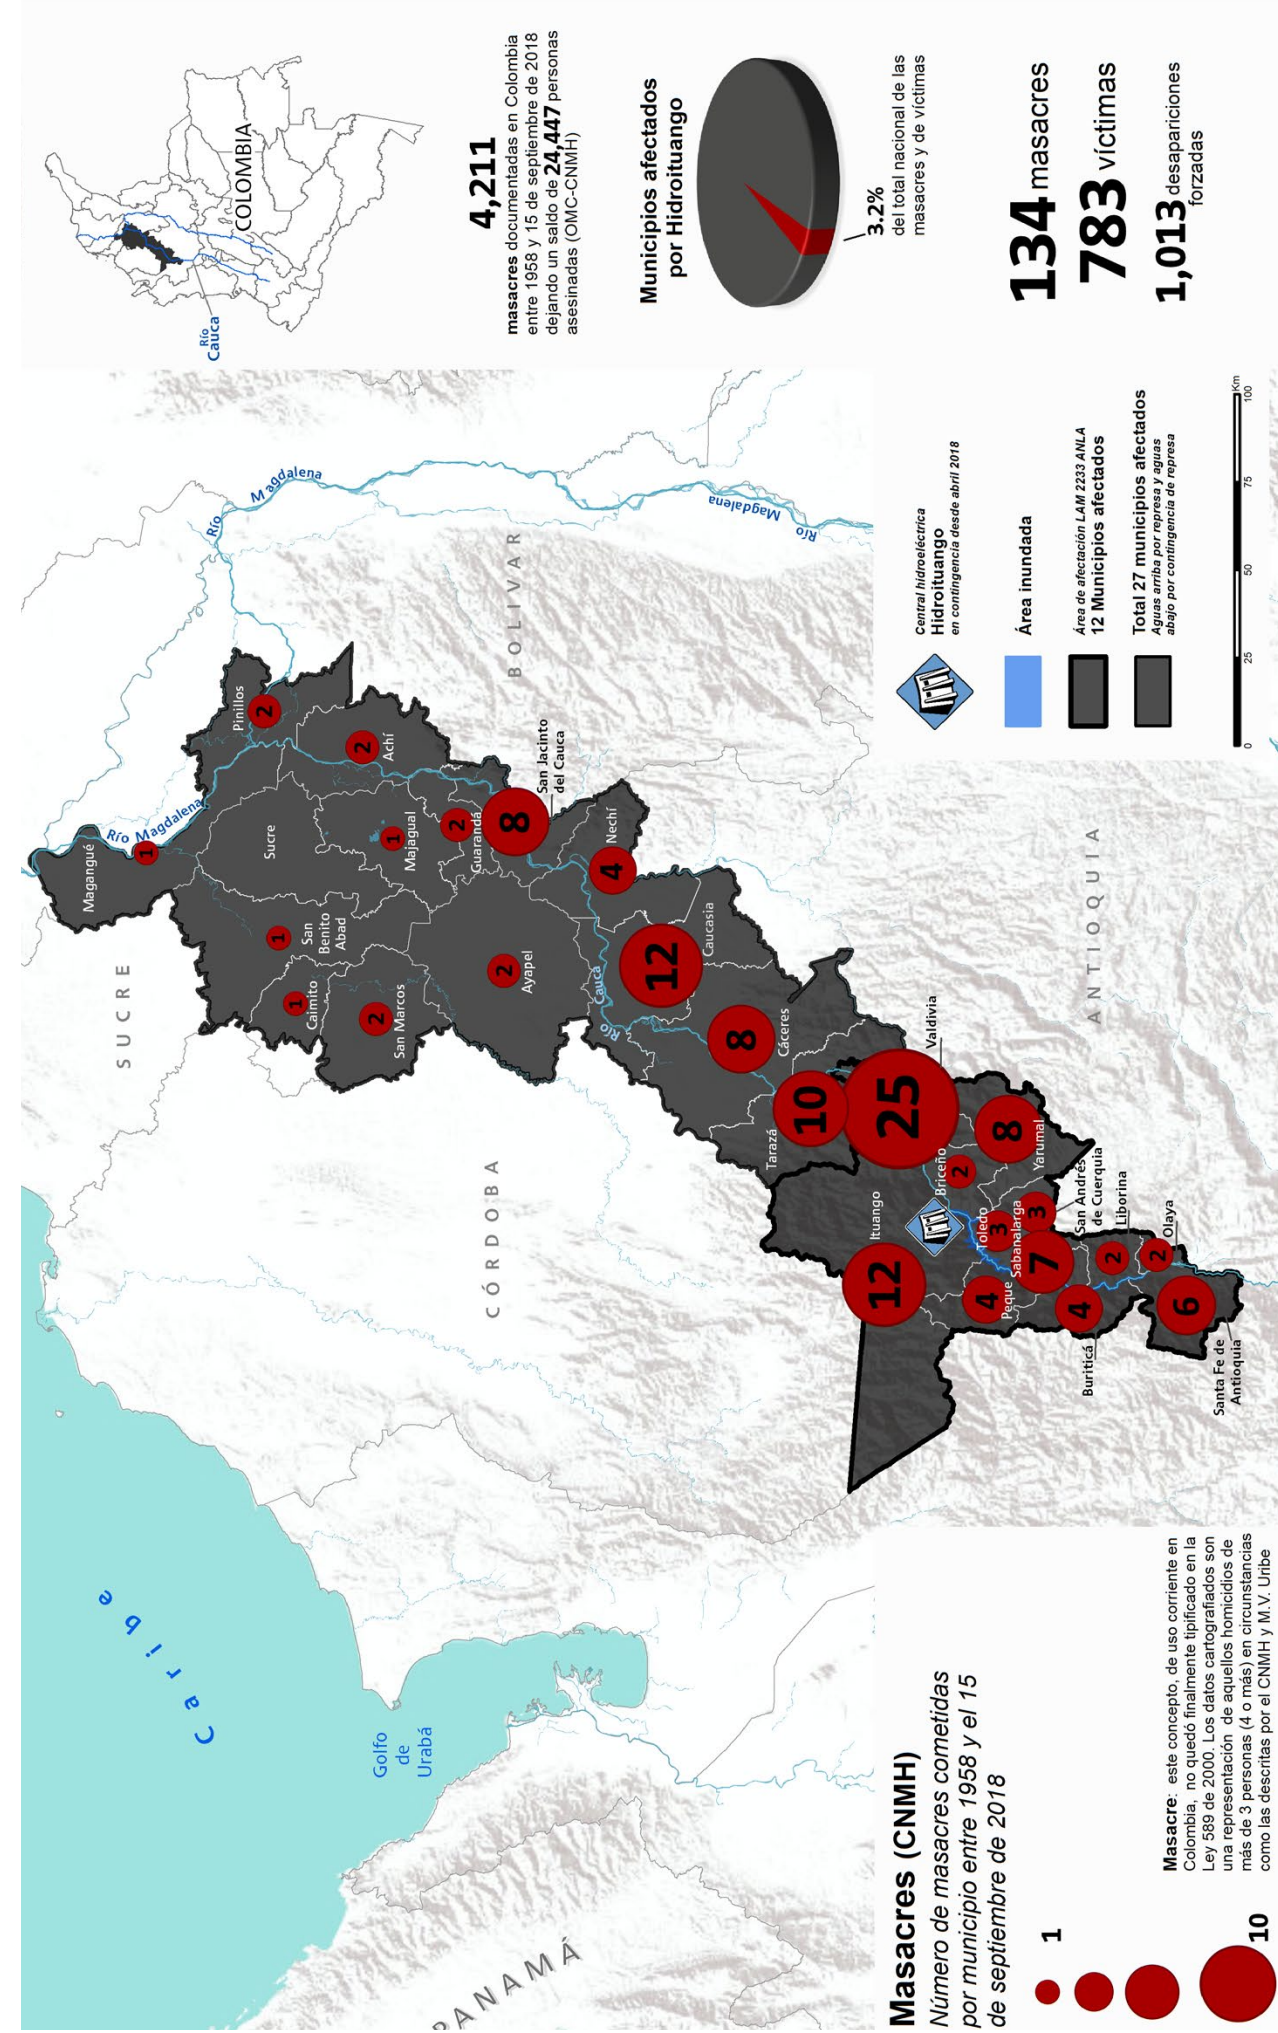 COLOMBIA
Río
Cauca
4,211
masacres documentadas en Colombia
entre 1958 y 15 de septiembre de 2018
dejando un saldo de 24,447 personas
asesinadas (OMC-CNMH)
Municipios afectados
por Hidroituango
3.2%
del total nacional de las
masacres y de víctimas
134 masacres
783 víctimas
1,013 desapariciones
forzadas
Caribe
Golfo
de
Urabá
PANAMÁ
SUCRE
CÓRDOBA
BOLIVAR
ANTIOQUIA
Río Magdalena
Río Magdalena
Río Magdalena
Río Cauca
Magangué
1
Pinillos
2
Sucre
Achí
2
San
Benito
Abad
1
Majagual
1
Caimito
1
San Marcos
2
Guarandá
2
San Jacinto
del Cauca
8
Ayapel
2
Nechí
4
Caucasia
12
Cáceres
8
Tarazá
10
Valdivia
25
Ituango
12
Briceño
2
Yarumal
8
Toledo
3
San Andrés
de Cuerquia
3
Sabanalarga
7
Peque
4
Buriticá
4
Liborina
2
Olaya
2
Santa Fe de
Antioquia
6
Masacres (CNMH)
Número de masacres cometidas
por municipio entre 1958 y el 15
de septiembre de 2018
1
10
Masacre: este concepto, de uso corriente en
Colombia, no quedó finalmente tipificado en la
Ley 589 de 2000. Los datos cartografiados son
una representación de aquellos homicidios de
más de 3 personas (4 o más) en circunstancias
como las descritas por el CNMH y M.V. Uribe
Central hidroeléctrica
Hidroituango
en contingencia desde abril 2018
Área inundada
Área de afectación LAM 2233 ANLA
12 Municipios afectados
Total 27 municipios afectados
Aguas arriba por represa y aguas
abajo por contingencia de represa
0 25 50 75 100
Km